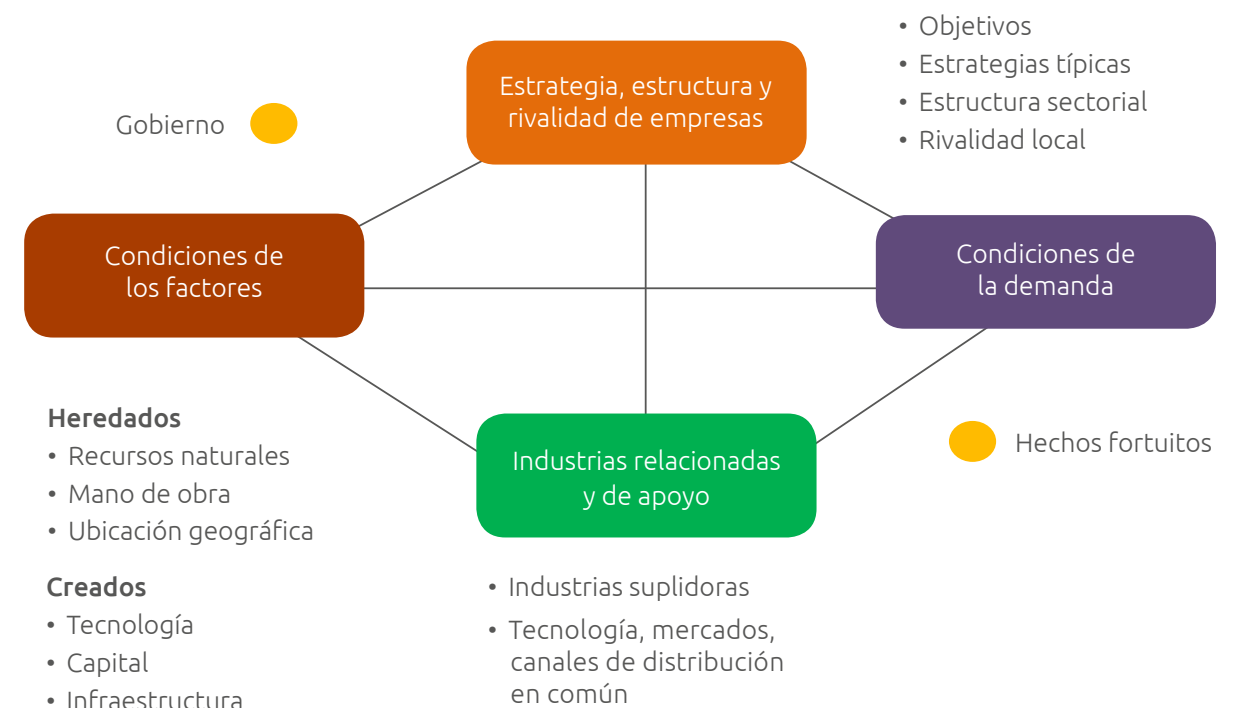 • Objetivos
• Estrategias típicas
• Estructura sectorial
• Rivalidad local
Estrategia, estructura y
rivalidad de empresas
Gobierno
Condiciones de
los factores
Condiciones de
la demanda
Heredados
• Recursos naturales
• Mano de obra
• Ubicación geográfica
Industrias relacionadas
y de apoyo
Hechos fortuitos
Creados
• Tecnología
• Capital
• Infraestructura
• Industrias suplidoras
• Tecnología, mercados,
canales de distribución
en común